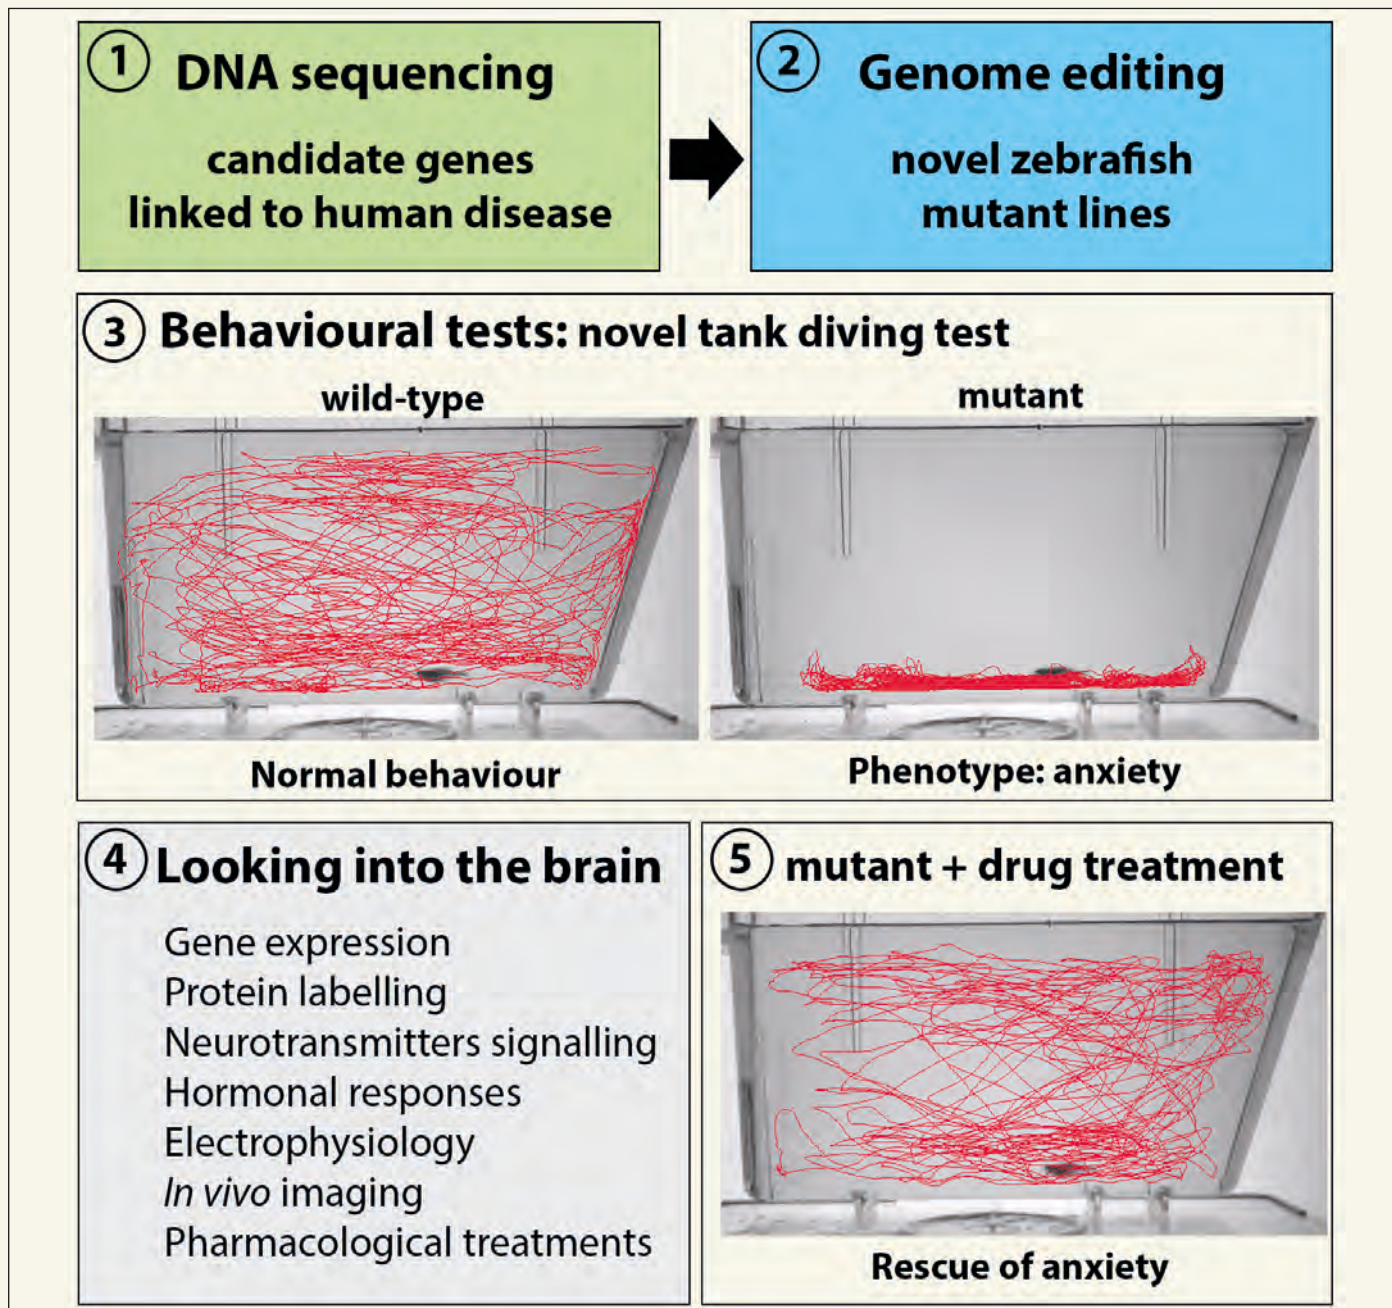 1 DNA sequencing
candidate genes
linked to human disease
2 Genome editing
novel zebrafish
mutant lines
3 Behavioural tests: novel tank diving test
wild-type
mutant
Normal behaviour
Phenotype: anxiety
4 Looking into the brain
Gene expression
Protein labelling
Neurotransmitters signalling
Hormonal responses
Electrophysiology
In vivo imaging
Pharmacological treatments
5 mutant + drug treatment
Rescue of anxiety